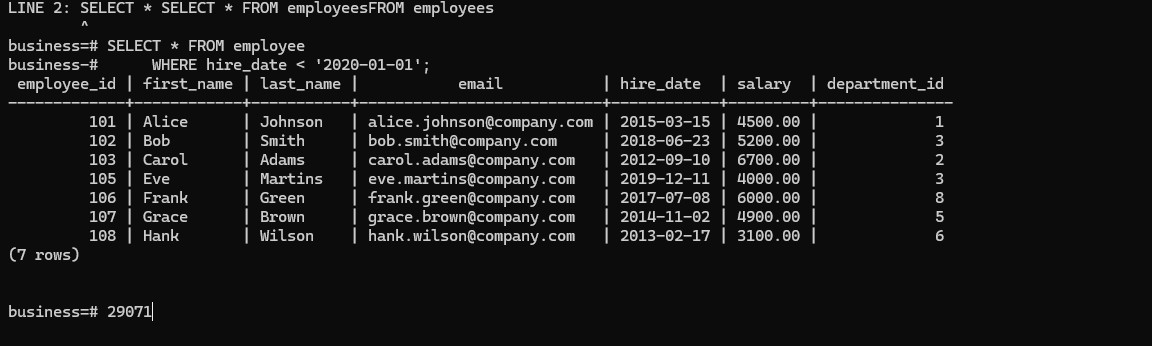 LINE 2: SELECT * SELECT * FROM employeesFROM employees
^
business=# SELECT * FROM employee
business-#      WHERE hire_date < '2020-01-01';
 employee_id | first_name | last_name |           email           | hire_date  | salary  | department_id
-------------+------------+-----------+---------------------------+------------+---------+---------------
         101 | Alice      | Johnson   | alice.johnson@company.com | 2015-03-15 | 4500.00 |             1
         102 | Bob        | Smith     | bob.smith@company.com     | 2018-06-23 | 5200.00 |             3
         103 | Carol      | Adams     | carol.adams@company.com   | 2012-09-10 | 6700.00 |             2
         105 | Eve        | Martins   | eve.martins@company.com   | 2019-12-11 | 4000.00 |             3
         106 | Frank      | Green     | frank.green@company.com   | 2017-07-08 | 6000.00 |             8
         107 | Grace      | Brown     | grace.brown@company.com   | 2014-11-02 | 4900.00 |             5
         108 | Hank       | Wilson    | hank.wilson@company.com   | 2013-02-17 | 3100.00 |             6
(7 rows)
business=# 29071